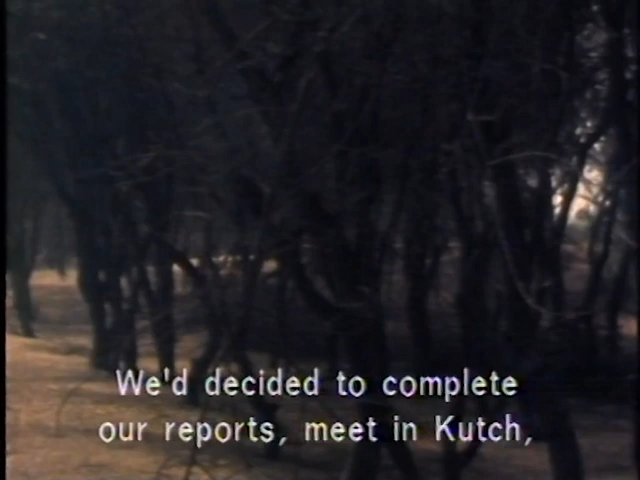 We'd decided to complete
our reports, meet in Kutch,